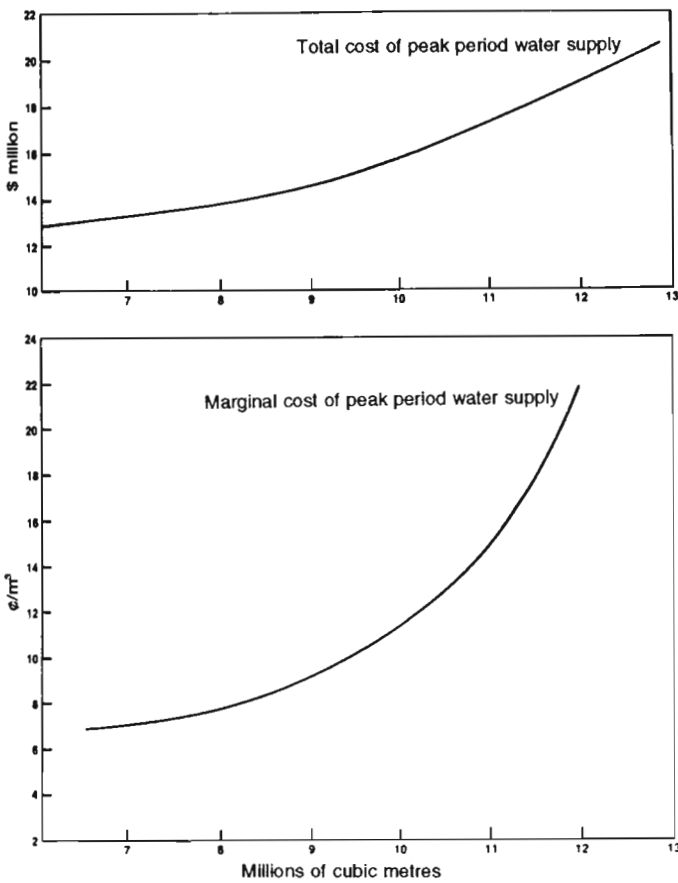 22
20
18
16
14
12
10
$ million
Total cost of peak period water supply
7 8 9 10 11 12 13
24
22
20
18
16
14
12
10
8
6
4
2
¢/m³
Marginal cost of peak period water supply
7 8 9 10 11 12 13
Millions of cubic metres